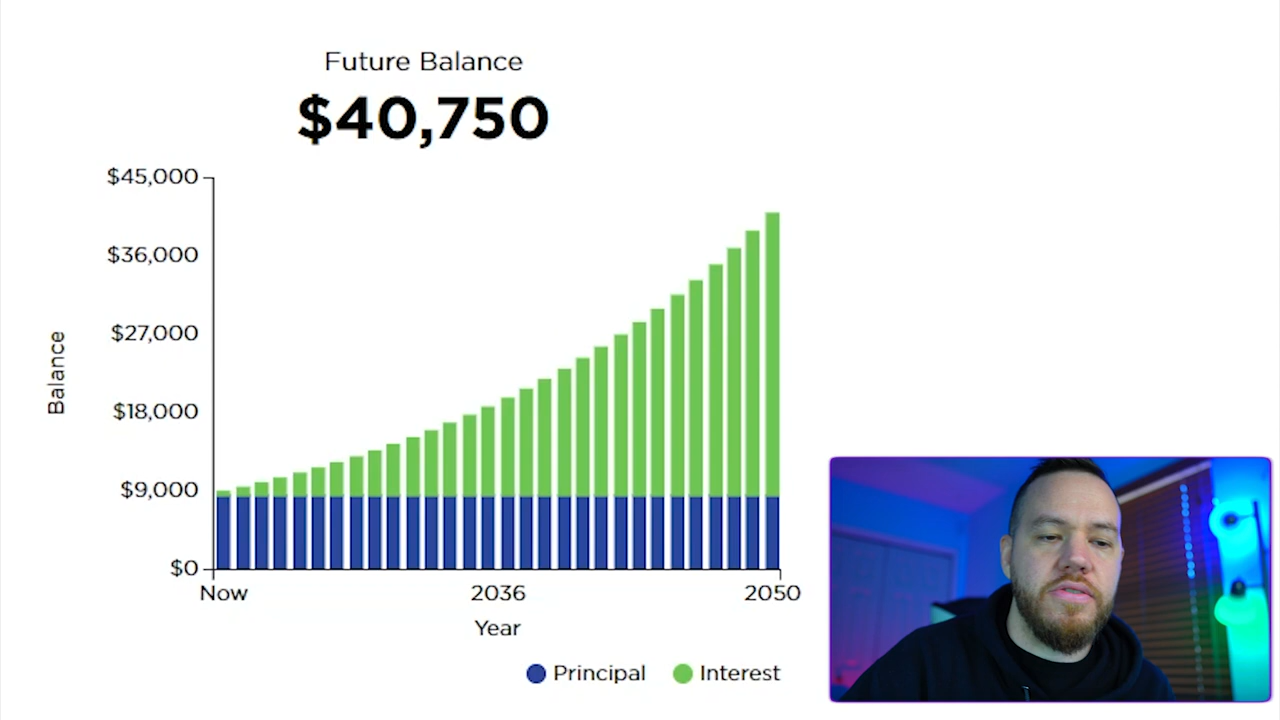 Future Balance
$40,750
$45,000
$36,000
$27,000
$18,000
$9,000
$0
Balance
Now 2036 2050
Year
Principal Interest